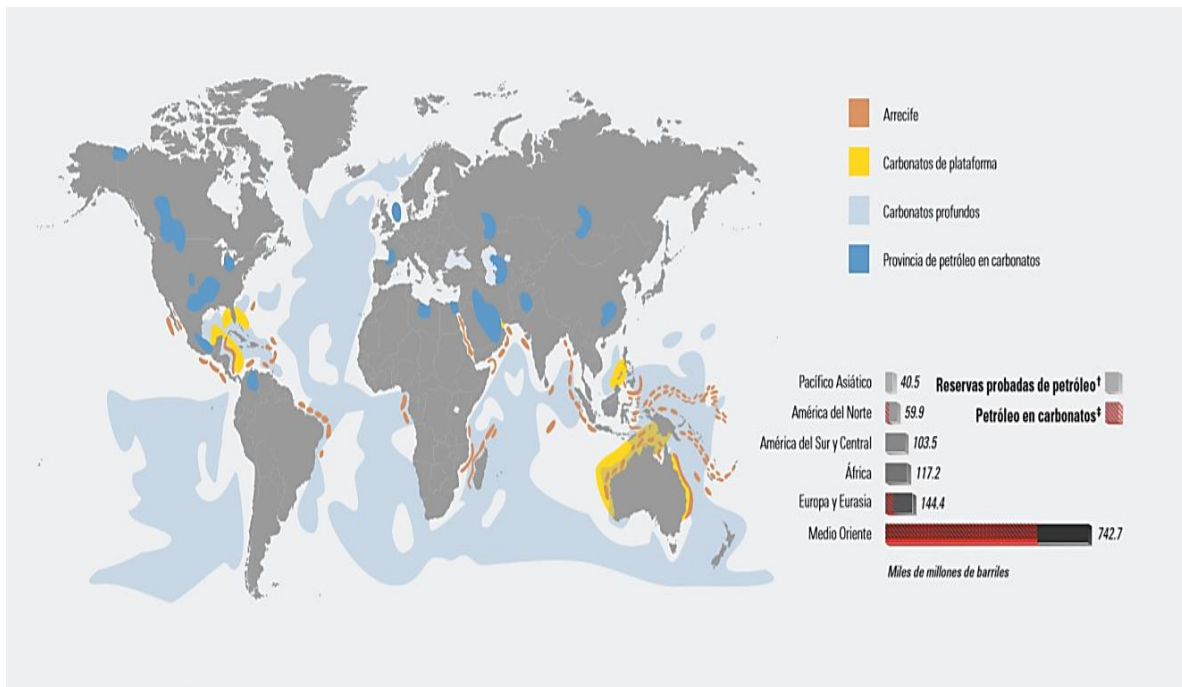 Arrecife
Carbonatos de plataforma
Carbonatos profundos
Provincia de petróleo en carbonatos
Pacífico Asiático 40.5 Reservas probadas de petróleo†
América del Norte 59.9 Petróleo en carbonatos‡
América del Sur y Central 103.5
África 117.2
Europa y Eurasia 144.4
Medio Oriente 742.7
Miles de millones de barriles